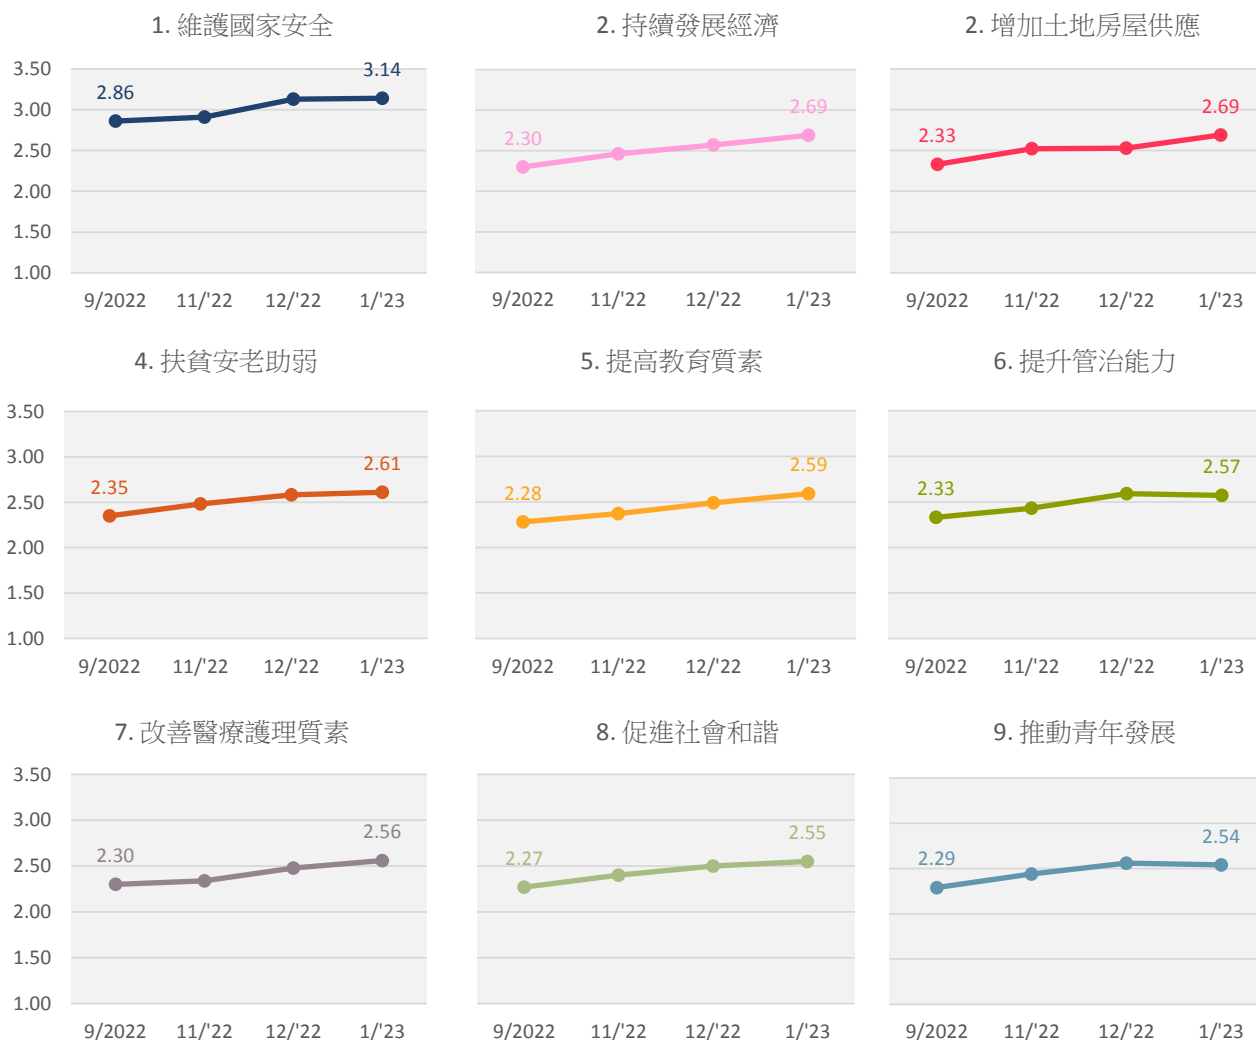 1. 維護國家安全
2. 持續發展經濟
2. 增加土地房屋供應
3.50
3.00
2.50
2.00
1.50
1.00
2.86
3.14
2.30
2.69
2.33
2.69
9/2022 11/'22 12/'22 1/'23
9/2022 11/'22 12/'22 1/'23
9/2022 11/'22 12/'22 1/'23
4. 扶貧安老助弱
5. 提高教育質素
6. 提升管治能力
3.50
3.00
2.50
2.00
1.50
1.00
2.35
2.61
2.28
2.59
2.33
2.57
9/2022 11/'22 12/'22 1/'23
9/2022 11/'22 12/'22 1/'23
9/2022 11/'22 12/'22 1/'23
7. 改善醫療護理質素
8. 促進社會和諧
9. 推動青年發展
3.50
3.00
2.50
2.00
1.50
1.00
2.30
2.56
2.27
2.55
2.29
2.54
9/2022 11/'22 12/'22 1/'23
9/2022 11/'22 12/'22 1/'23
9/2022 11/'22 12/'22 1/'23